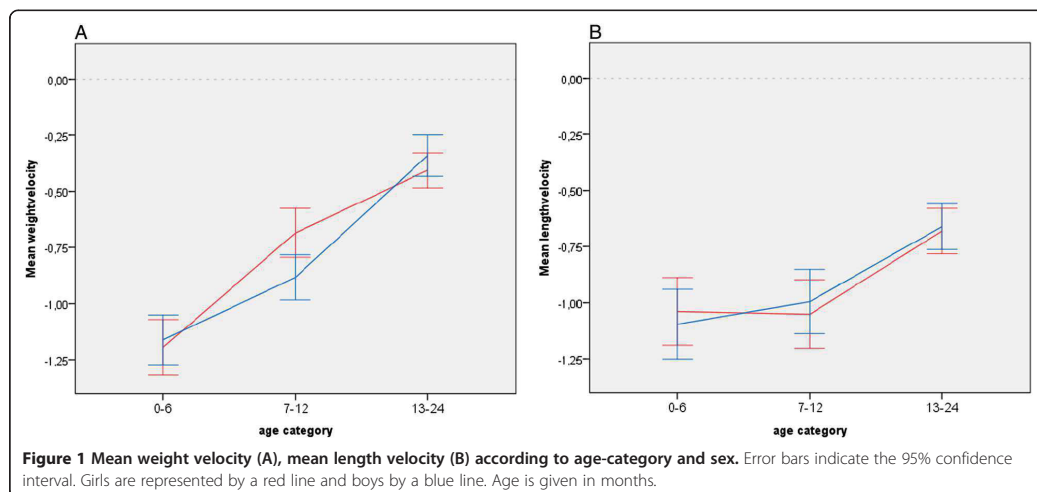 A
0,00
-0,25
-0,50
-0,75
-1,00
-1,25
Mean weightvelocity
0-6 7-12 13-24
age category
B
0,00
-0,25
-0,50
-0,75
-1,00
-1,25
Mean lengthvelocity
0-6 7-12 13-24
age category
Figure 1 Mean weight velocity (A), mean length velocity (B) according to age-category and sex. Error bars indicate the 95% confidence
interval. Girls are represented by a red line and boys by a blue line. Age is given in months.